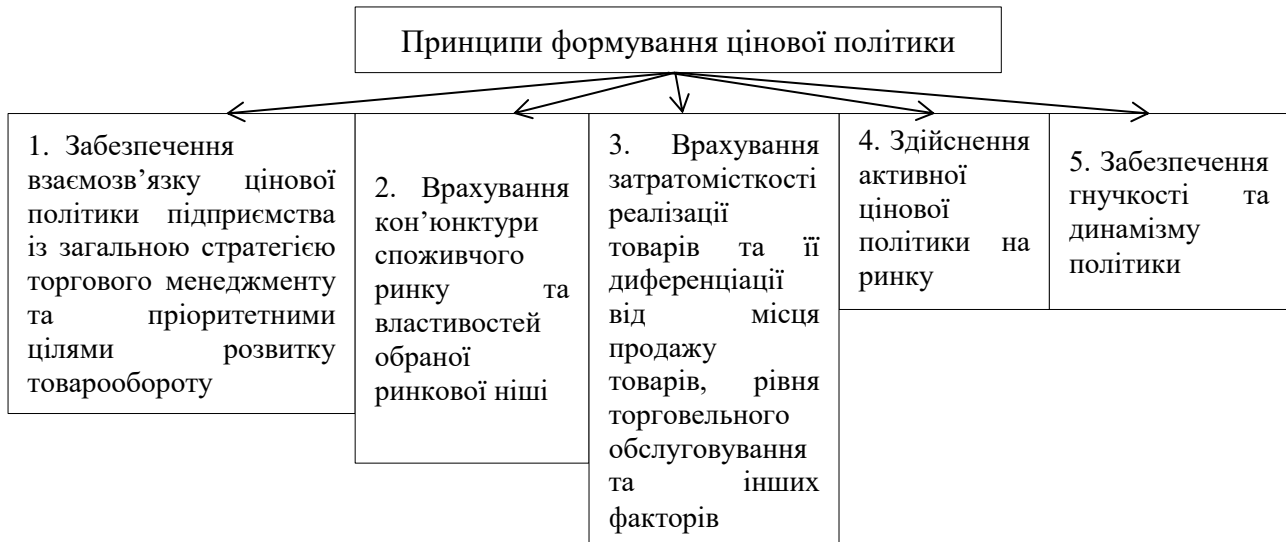 Принципи формування цінової політики
1. Забезпечення
взаємозв’язку цінової
політики підприємства
із загальною стратегією
торгового менеджменту
та пріоритетними
цілями розвитку
товарообороту
2. Врахування
кон’юнктури
споживчого
ринку та
властивостей
обраної
ринкової ніші
3. Врахування
затратомісткості
реалізації
товарів та її
диференціації
від місця
продажу
товарів, рівня
торговельного
обслуговування
та інших
факторів
4. Здійснення
активної
цінової
політики на
ринку
5. Забезпечення
гнучкості та
динамізму
політики